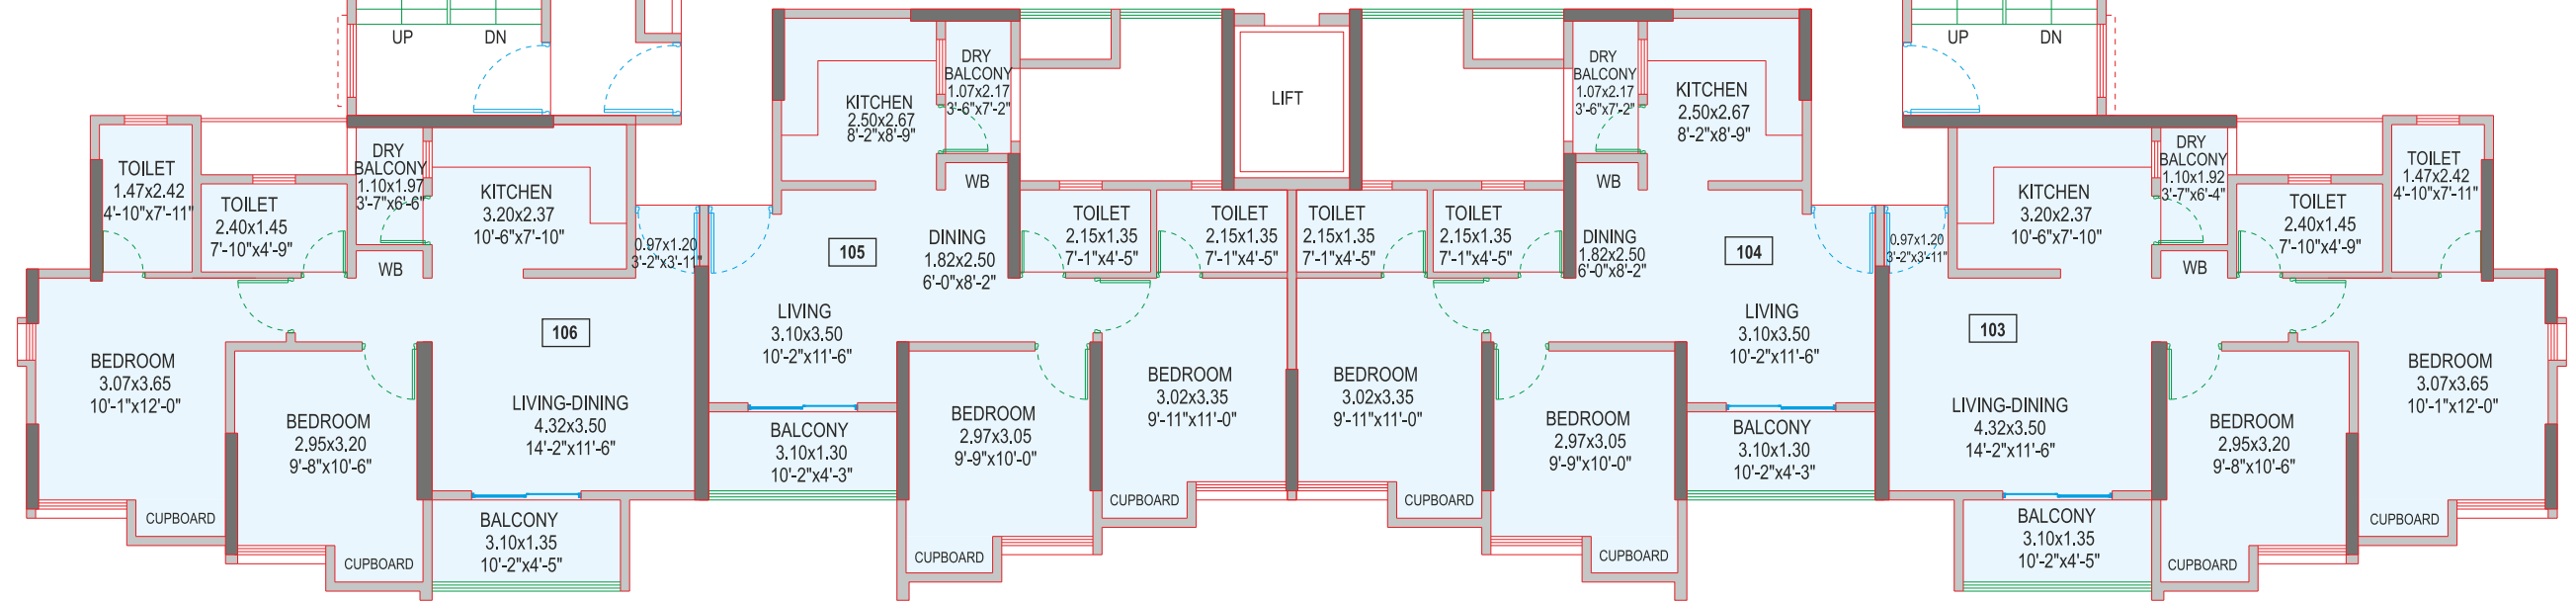 UP
DN
TOILET
1.47x2.42
4'-10"x7'-11"
TOILET
2.40x1.45
7'-10"x4'-9"
DRY
BALCONY
1.10x1.97
3'-7"x6'-6"
WB
KITCHEN
3.20x2.37
10'-6"x7'-10"
0.97x1.20
3'-2"x3'-11"
106
BEDROOM
3.07x3.65
10'-1"x12'-0"
CUPBOARD
BEDROOM
2.95x3.20
9'-8"x10'-6"
CUPBOARD
LIVING-DINING
4.32x3.50
14'-2"x11'-6"
BALCONY
3.10x1.35
10'-2"x4'-5"
KITCHEN
2.50x2.67
8'-2"x8'-9"
DRY
BALCONY
1.07x2.17
3'-6"x7'-2"
WB
105
DINING
1.82x2.50
6'-0"x8'-2"
TOILET
2.15x1.35
7'-1"x4'-5"
TOILET
2.15x1.35
7'-1"x4'-5"
LIVING
3.10x3.50
10'-2"x11'-6"
BALCONY
3.10x1.30
10'-2"x4'-3"
BEDROOM
2.97x3.05
9'-9"x10'-0"
CUPBOARD
BEDROOM
3.02x3.35
9'-11"x11'-0"
CUPBOARD
LIFT
DRY
BALCONY
1.07x2.17
3'-6"x7'-2"
KITCHEN
2.50x2.67
8'-2"x8'-9"
WB
TOILET
2.15x1.35
7'-1"x4'-5"
TOILET
2.15x1.35
7'-1"x4'-5"
DINING
1.82x2.50
6'-0"x8'-2"
104
LIVING
3.10x3.50
10'-2"x11'-6"
BEDROOM
3.02x3.35
9'-11"x11'-0"
CUPBOARD
BEDROOM
2.97x3.05
9'-9"x10'-0"
CUPBOARD
BALCONY
3.10x1.30
10'-2"x4'-3"
UP
DN
0.97x1.20
3'-2"x3'-11"
KITCHEN
3.20x2.37
10'-6"x7'-10"
DRY
BALCONY
1.10x1.92
3'-7"x6'-4"
WB
TOILET
2.40x1.45
7'-10"x4'-9"
TOILET
1.47x2.42
4'-10"x7'-11"
103
LIVING-DINING
4.32x3.50
14'-2"x11'-6"
BALCONY
3.10x1.35
10'-2"x4'-5"
BEDROOM
2.95x3.20
9'-8"x10'-6"
CUPBOARD
BEDROOM
3.07x3.65
10'-1"x12'-0"
CUPBOARD